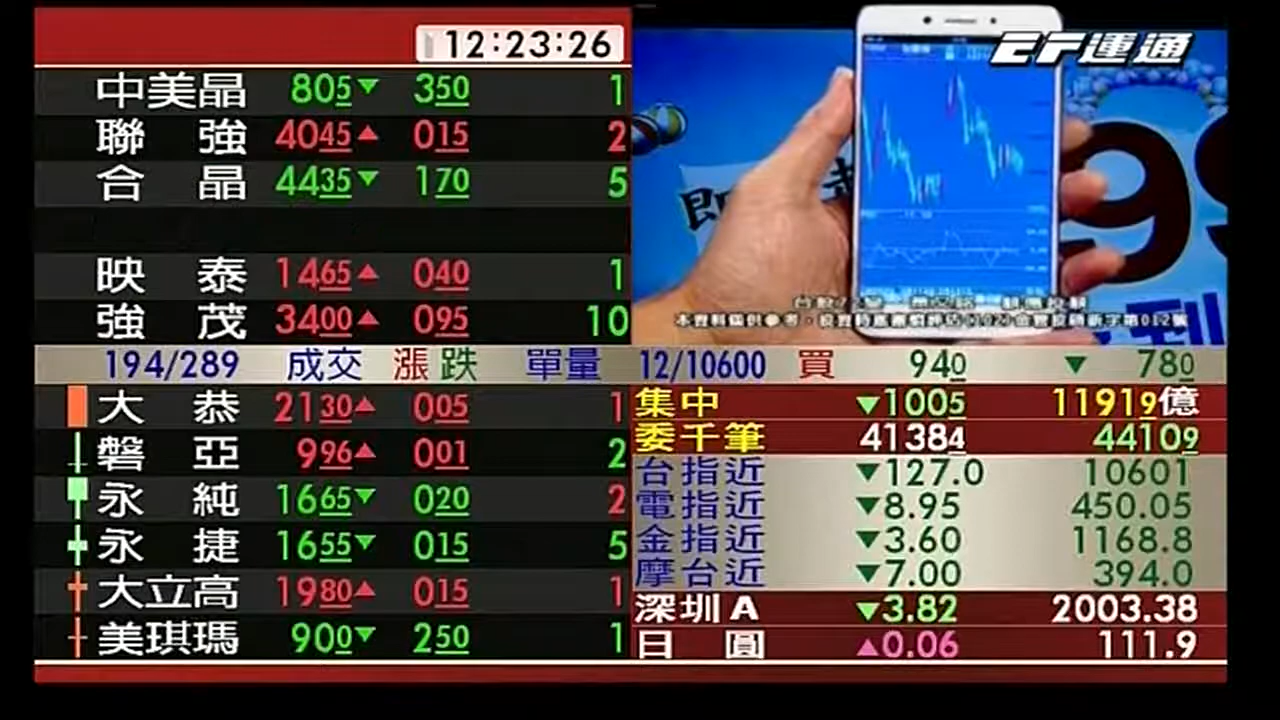 12:23:26
中美晶 805 ▼ 350 1
聯強 4045 ▲ 015 2
合晶 4435 ▼ 170 5
映泰 1465 ▲ 040 1
強茂 3400 ▲ 095 10
194/289 成交 漲跌 單量
大恭 2130 ▲ 005 1
磐亞 996 ▲ 001 2
永純 1665 ▼ 020 2
永捷 1655 ▼ 015 5
大立高 1980 ▲ 015 1
美琪瑪 900 ▼ 250 1
EF運通
即
99
12/10600 買 940 ▼ 780
集中 ▼1005 11919億
委千筆 41384 44109
台指近 ▼127.0 10601
電指近 ▼8.95 450.05
金指近 ▼3.60 1168.8
摩台近 ▼7.00 394.0
深圳A ▼3.82 2003.38
日圓 ▲0.06 111.9